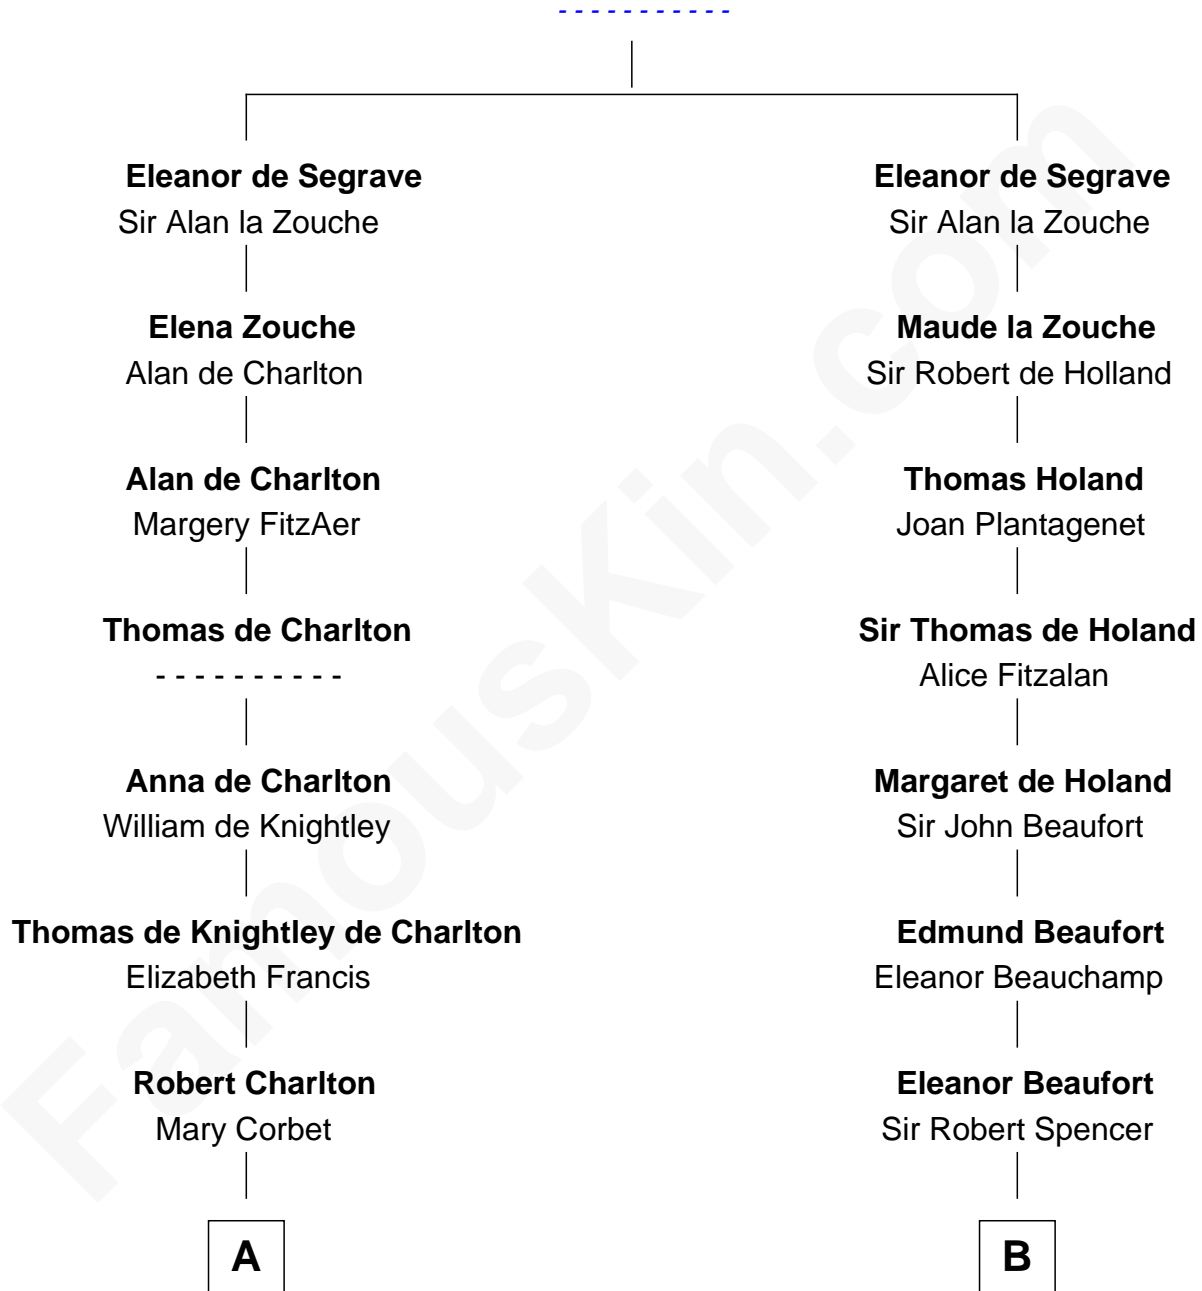 - - - - - - - - - - -
Eleanor de Segrave
Sir Alan la Zouche
Eleanor de Segrave
Sir Alan la Zouche
Elena Zouche
Alan de Charlton
Maude la Zouche
Sir Robert de Holland
Alan de Charlton
Margery FitzAer
Thomas Holand
Joan Plantagenet
Thomas de Charlton
- - - - - - - - - -
Sir Thomas de Holand
Alice Fitzalan
Anna de Charlton
William de Knightley
Margaret de Holand
Sir John Beaufort
Thomas de Knightley de Charlton
Elizabeth Francis
Edmund Beaufort
Eleanor Beauchamp
Robert Charlton
Mary Corbet
Eleanor Beaufort
Sir Robert Spencer
A
B
FamousKin.com